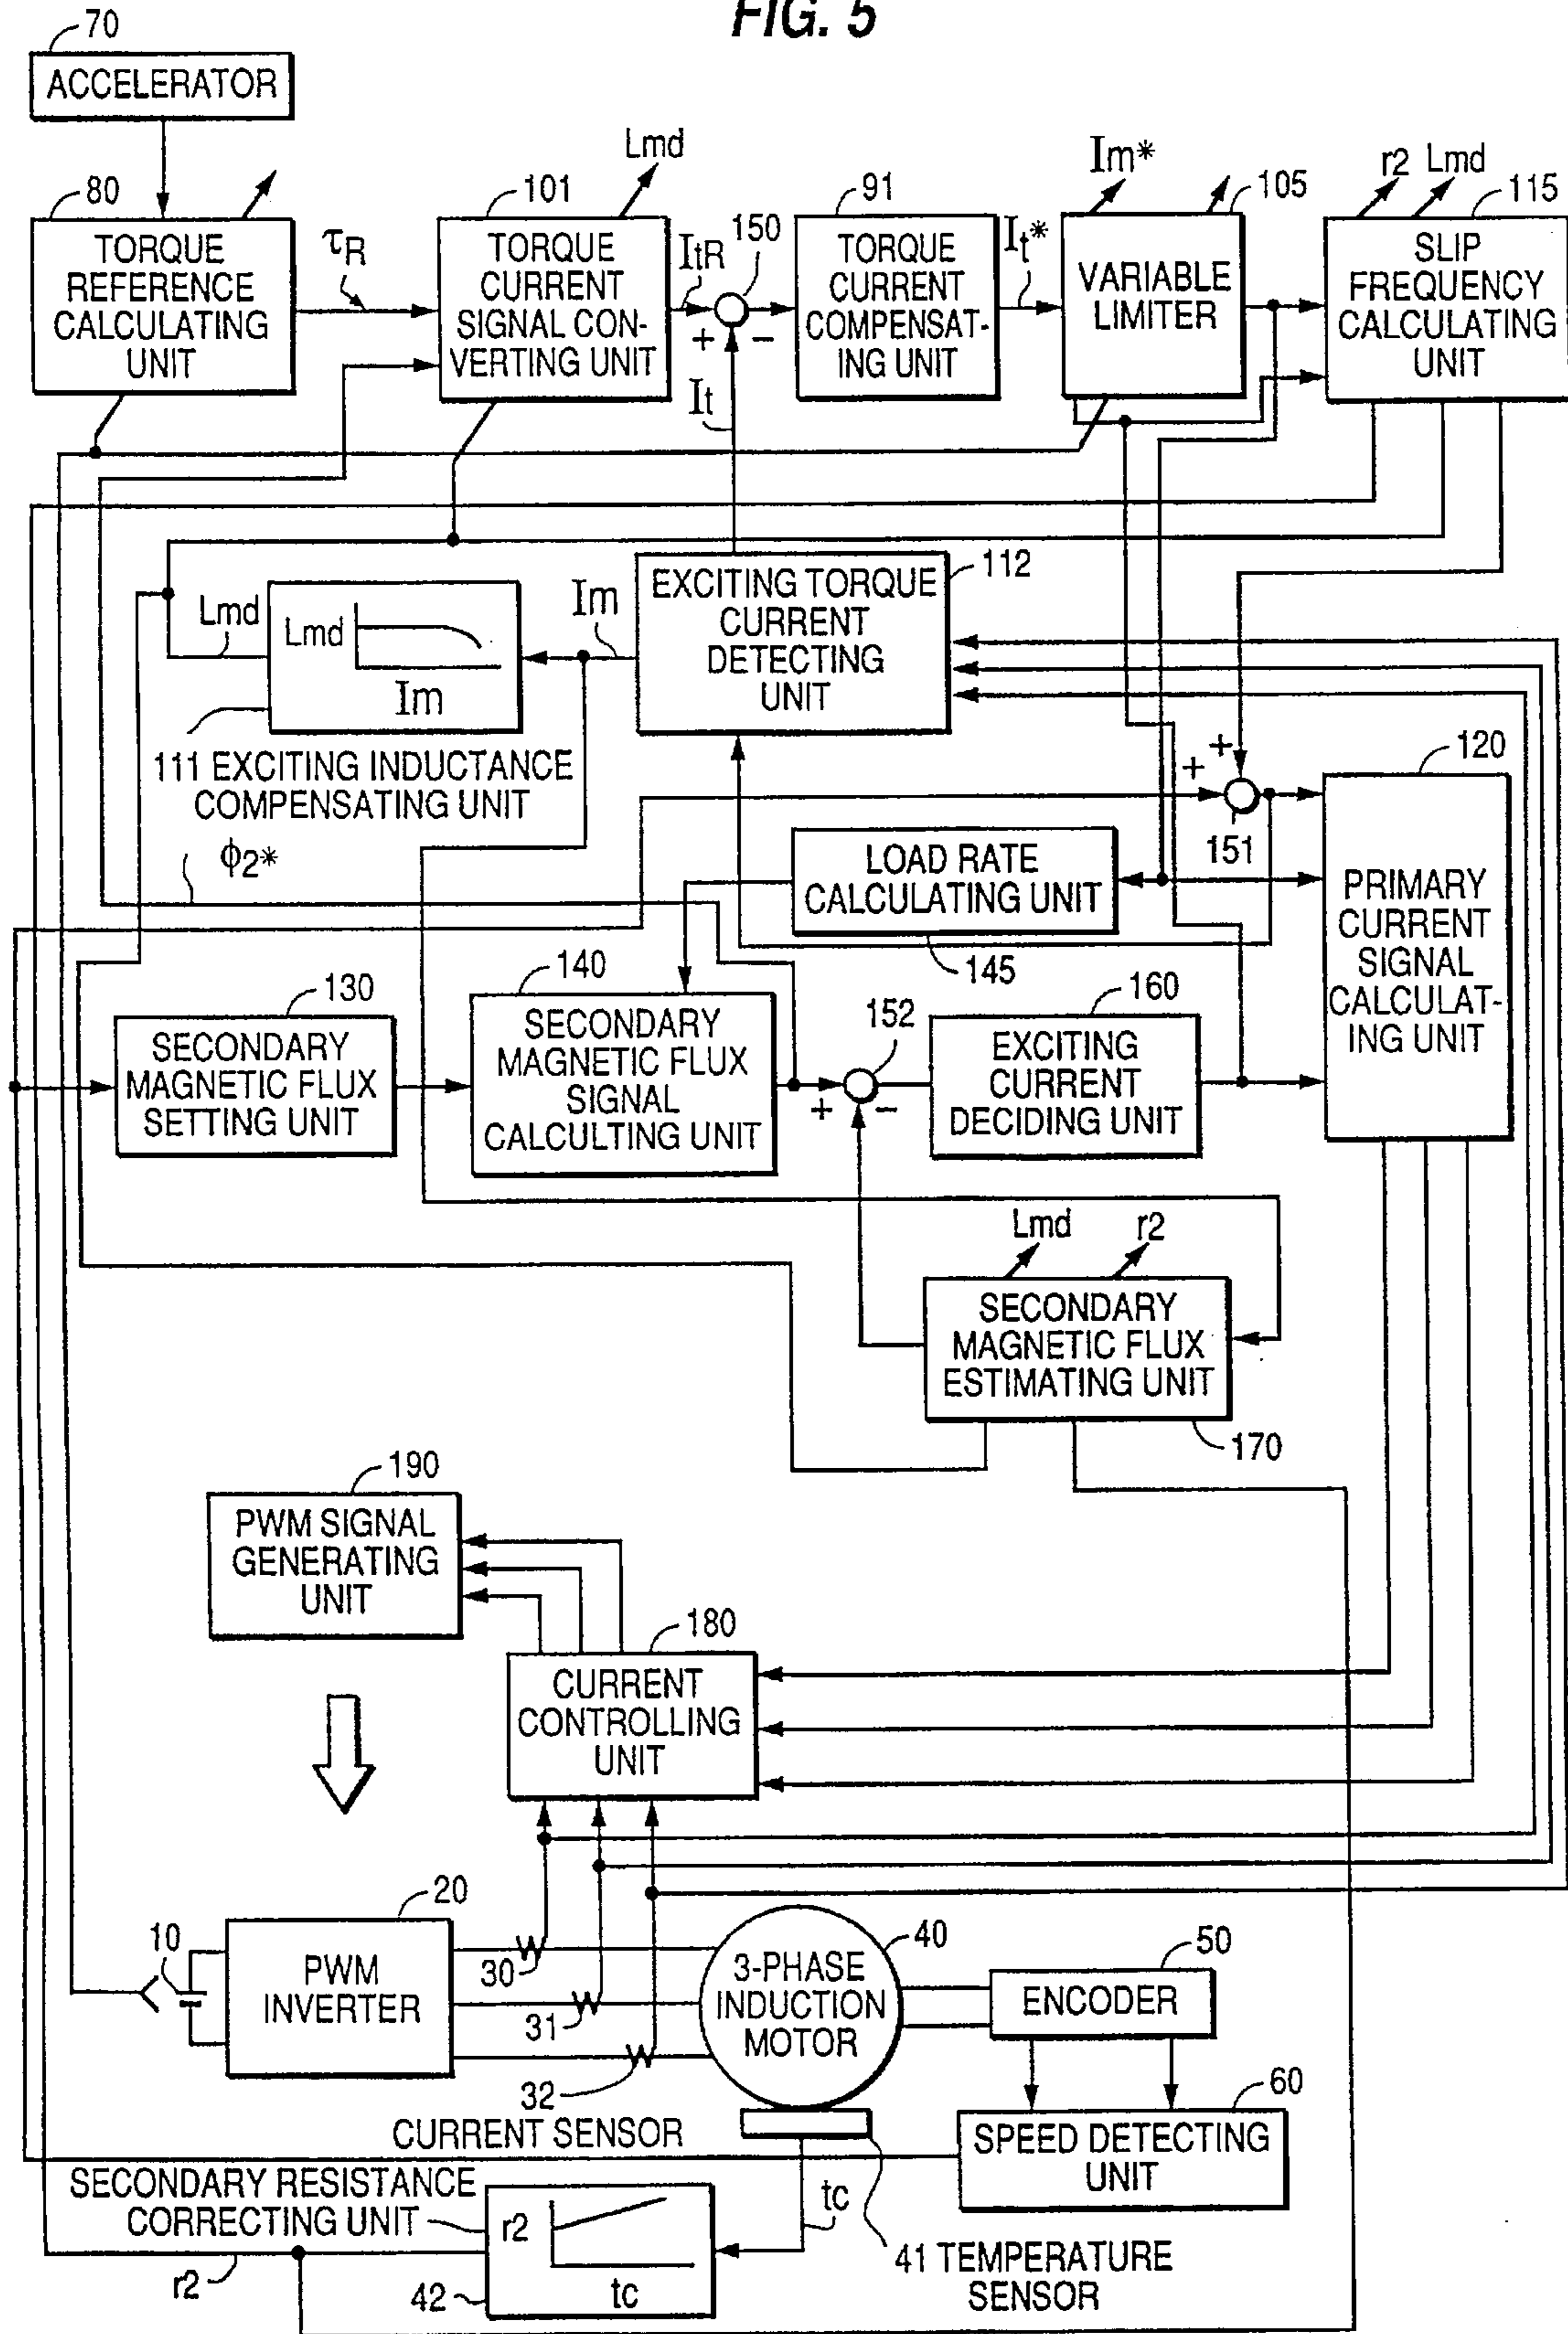 FIG. 5
70
ACCELERATOR
80
TORQUE
REFERENCE
CALCULATING
UNIT
τR
101
Lmd
TORQUE
CURRENT
SIGNAL CON-
VERTING UNIT
ItR
150
+
-
It
91
TORQUE
CURRENT
COMPENSAT-
ING UNIT
It*
Im*
105
VARIABLE
LIMITER
r2
Lmd
115
SLIP
FREQUENCY
CALCULATING
UNIT
Lmd
Lmd
Im
111 EXCITING INDUCTANCE
COMPENSATING UNIT
Im
EXCITING TORQUE
CURRENT
DETECTING
UNIT
112
+
+
151
120
PRIMARY
CURRENT
SIGNAL
CALCULAT-
ING UNIT
ϕ2*
LOAD RATE
CALCULATING UNIT
145
130
SECONDARY
MAGNETIC FLUX
SETTING UNIT
140
SECONDARY
MAGNETIC FLUX
SIGNAL
CALCULTING UNIT
152
+
-
160
EXCITING
CURRENT
DECIDING UNIT
Lmd
r2
SECONDARY
MAGNETIC FLUX
ESTIMATING UNIT
170
190
PWM SIGNAL
GENERATING
UNIT
180
CURRENT
CONTROLLING
UNIT
10
20
PWM
INVERTER
30
31
32
CURRENT SENSOR
40
3-PHASE
INDUCTION
MOTOR
50
ENCODER
60
SPEED DETECTING
UNIT
SECONDARY RESISTANCE
CORRECTING UNIT
r2
tc
42
r2
tc
41 TEMPERATURE
SENSOR